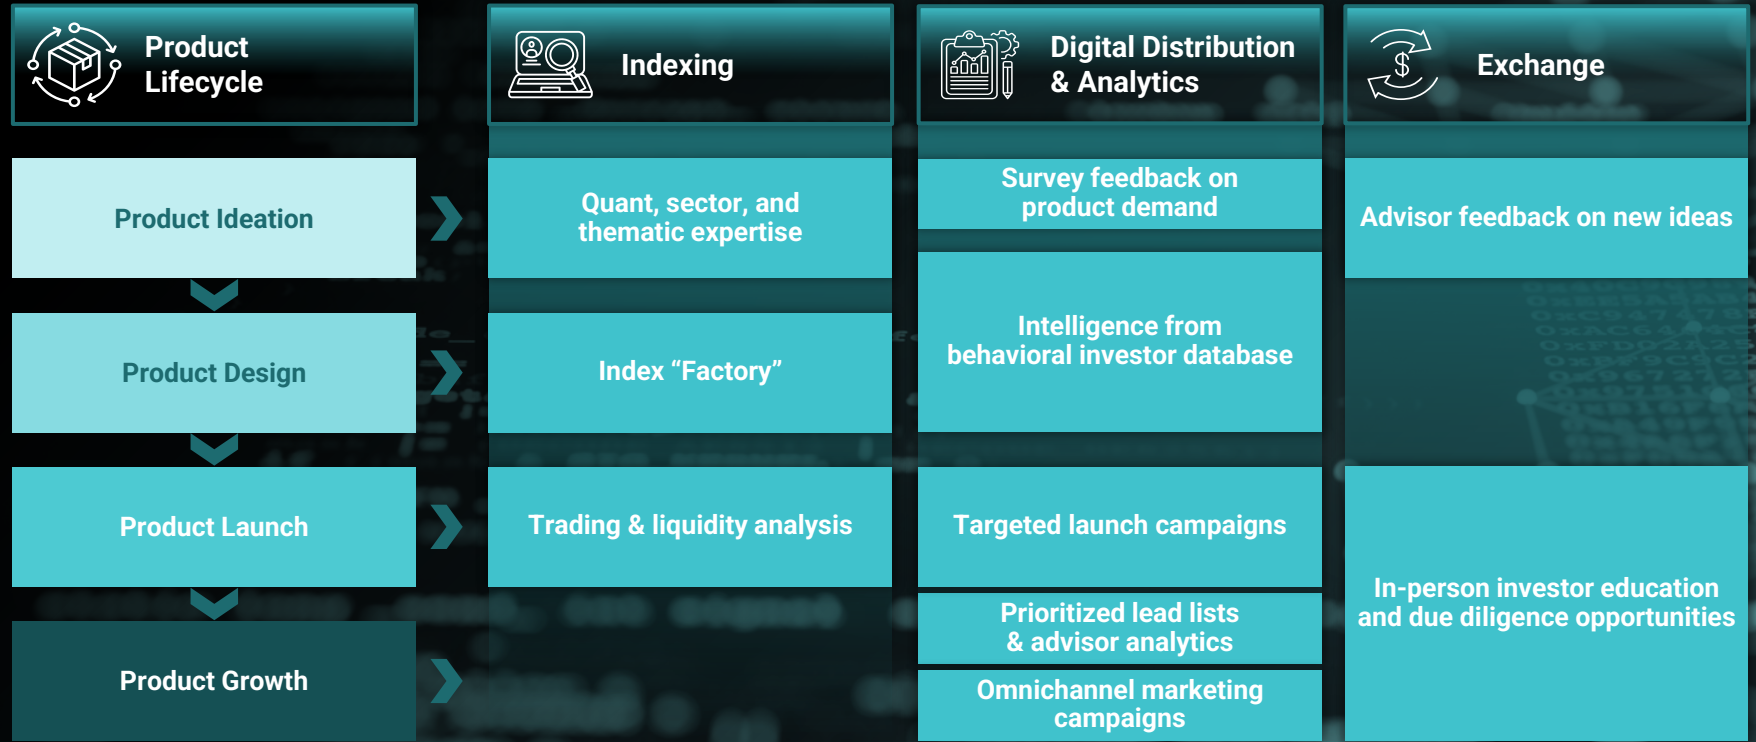 Product
Lifecycle
Indexing
Digital Distribution
& Analytics
Exchange
Product Ideation
Quant, sector, and
thematic expertise
Survey feedback on
product demand
Advisor feedback on new ideas
Product Design
Index “Factory”
Intelligence from
behavioral investor database
Product Launch
Trading & liquidity analysis
Targeted launch campaigns
In-person investor education
and due diligence opportunities
Product Growth
Prioritized lead lists
& advisor analytics
Omnichannel marketing
campaigns